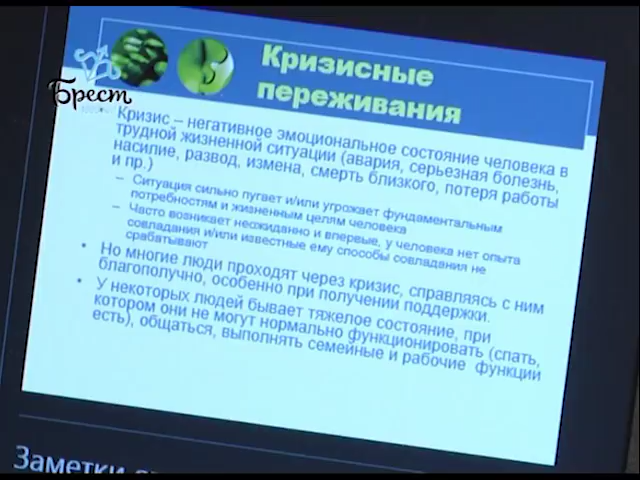 Брест
Кризисные
переживания
• Кризис – негативное эмоциональное состояние человека в
трудной жизненной ситуации (авария, серьезная болезнь,
насилие, развод, измена, смерть близкого, потеря работы
и пр.)
– Ситуация сильно пугает и/или угрожает фундаментальным
потребностям и жизненным целям человека
– Часто возникает неожиданно и впервые, у человека нет опыта
совладания и/или известные ему способы совладания не
срабатывают
• Но многие люди проходят через кризис, справляясь с ним
благополучно, особенно при получении поддержки.
• У некоторых людей бывает тяжелое состояние, при
котором они не могут нормально функционировать (спать,
есть), общаться, выполнять семейные и рабочие функции
Заметки